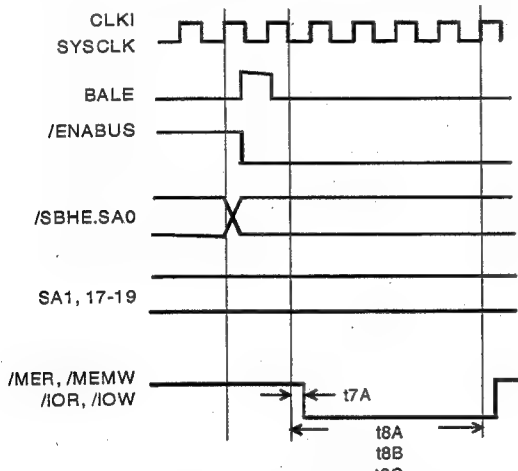 CLKI
SYSCLK
BALE
/ENABUS
/SBHE.SA0
SA1, 17-19
/MER, /MEMW
/IOR, /IOW
t7A
t8A
t8B